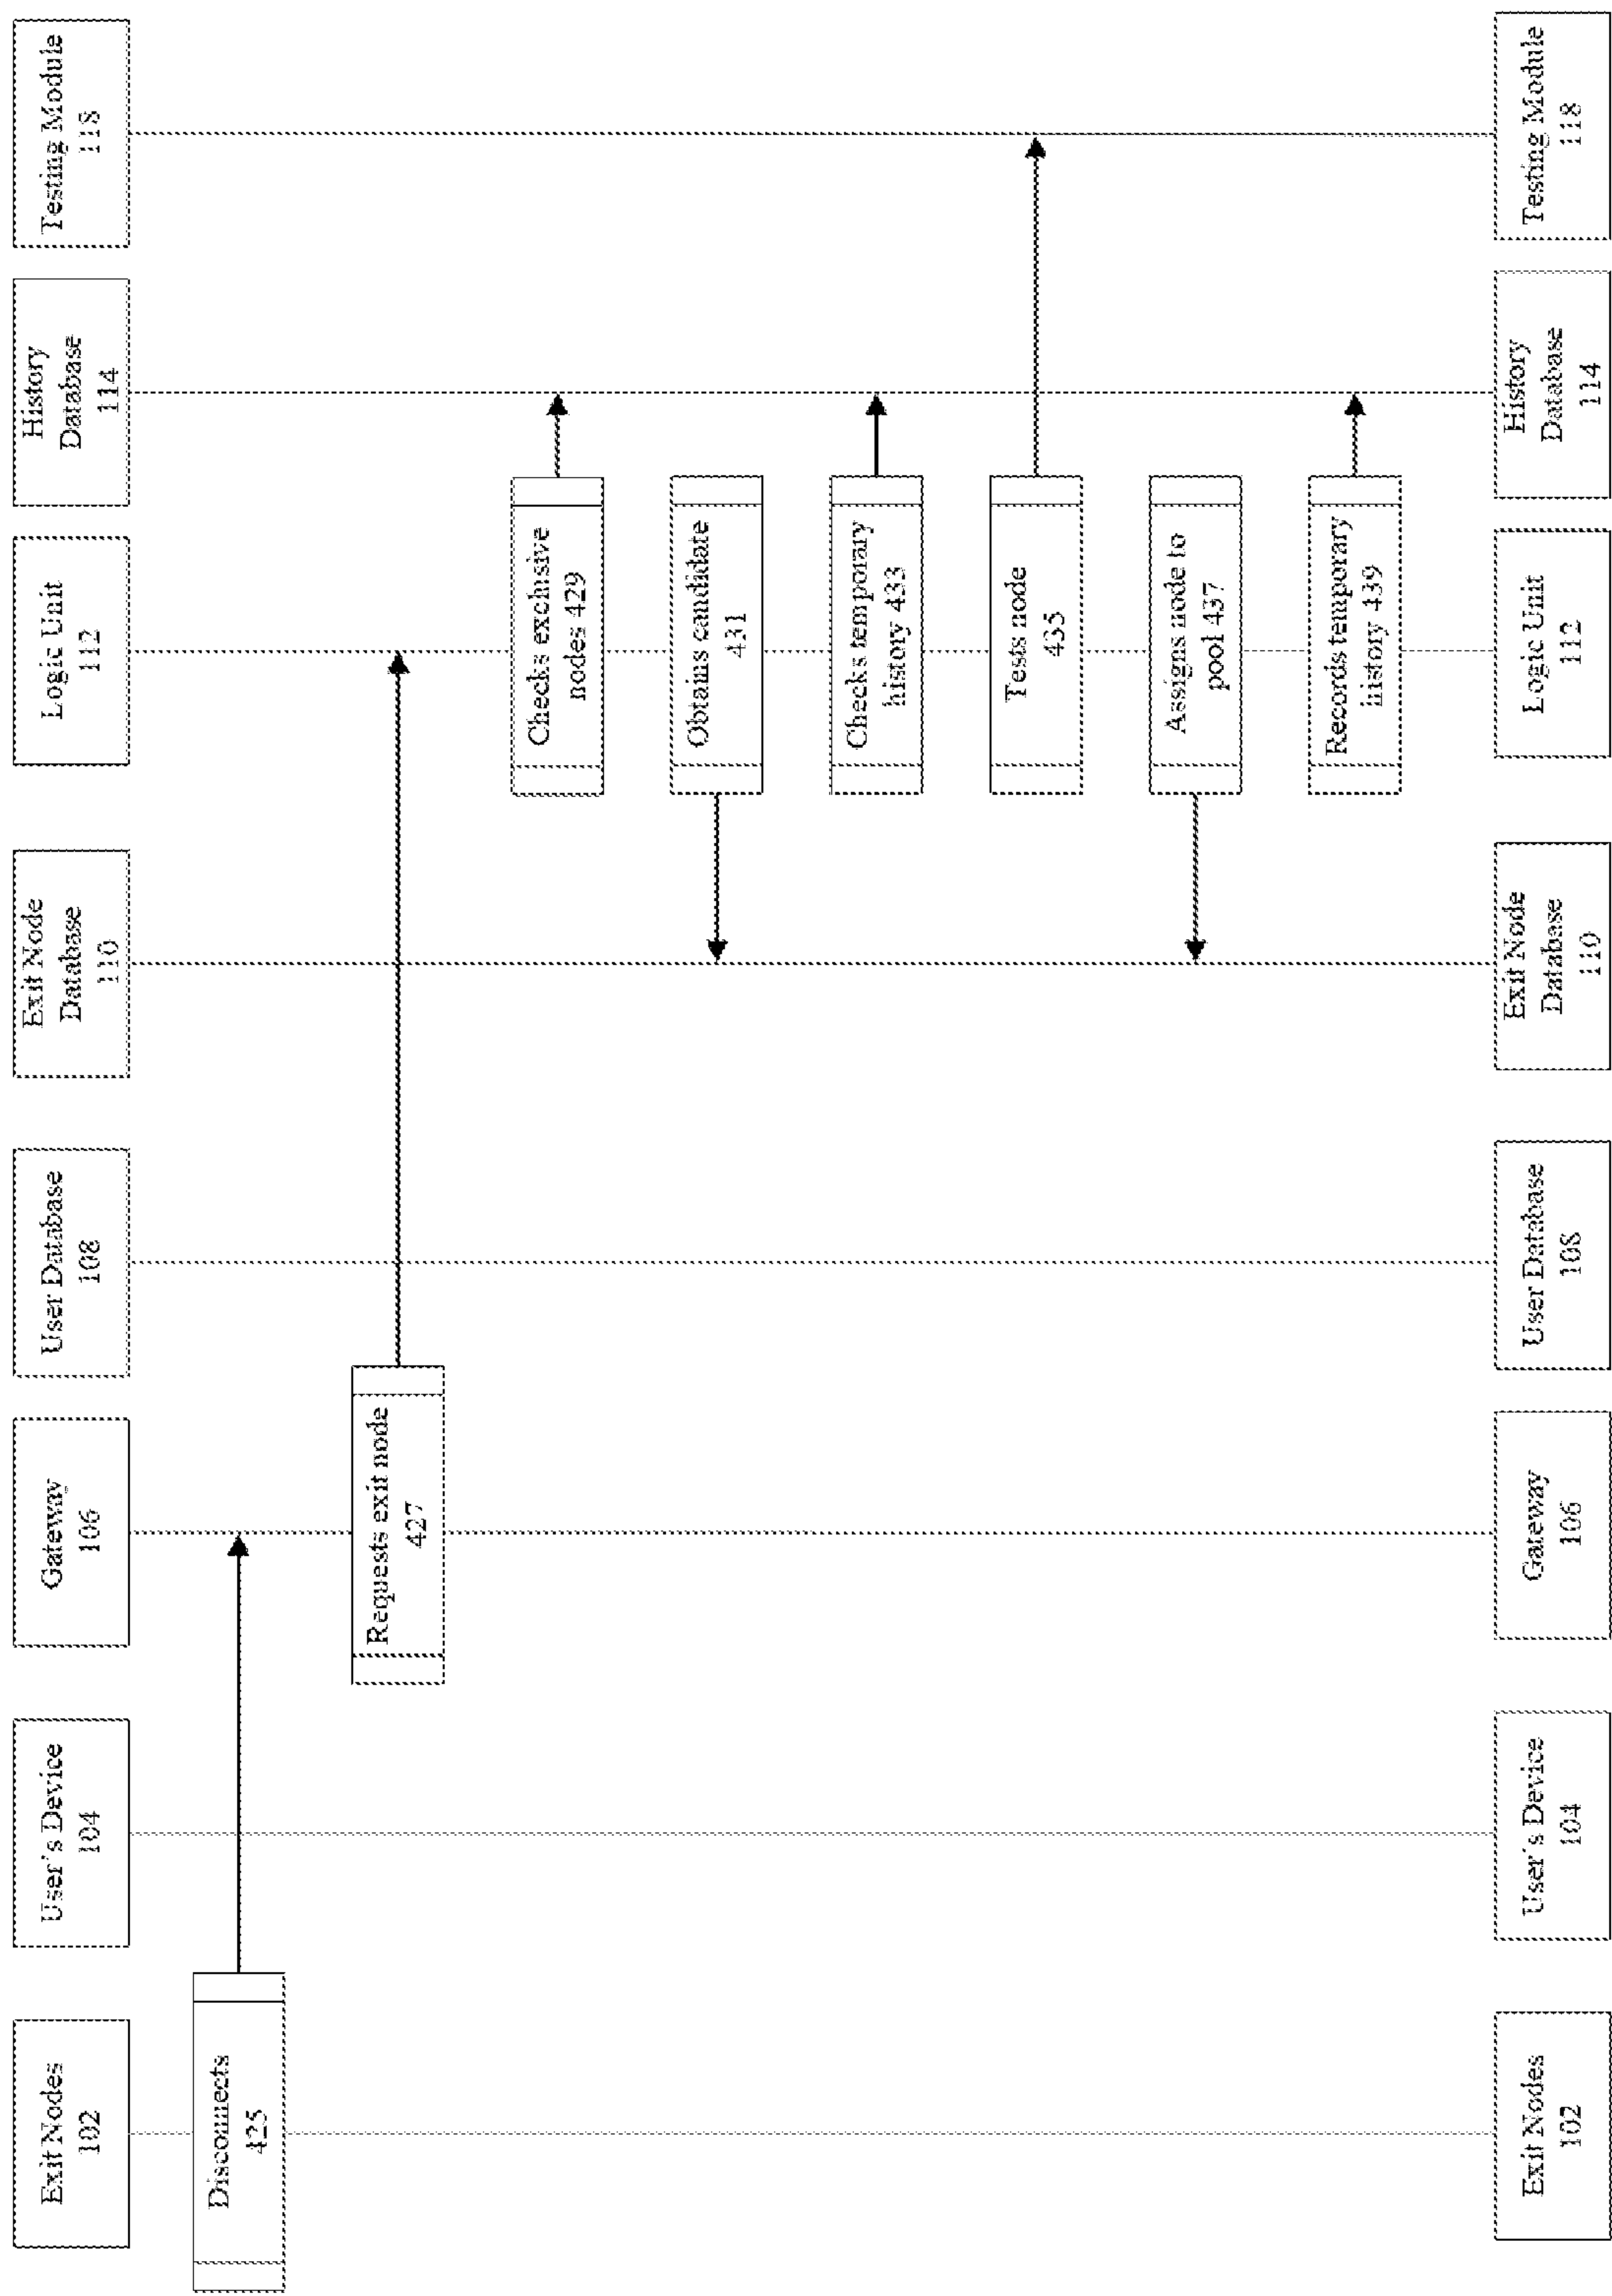 Exit Nodes
102
User's Device
104
Gateway
106
User Database
108
Exit Node
Database
110
Logic Unit
112
History
Database
114
Testing Module
118
Disconnects
425
Requests exit node
427
Checks exclusive
nodes 429
Obtains candidate
431
Checks temporary
history 433
Tests node
435
Assigns node to
pool 437
Records temporary
history 439
Exit Nodes
102
User's Device
104
Gateway
106
User Database
108
Exit Node
Database
110
Logic Unit
112
History
Database
114
Testing Module
118